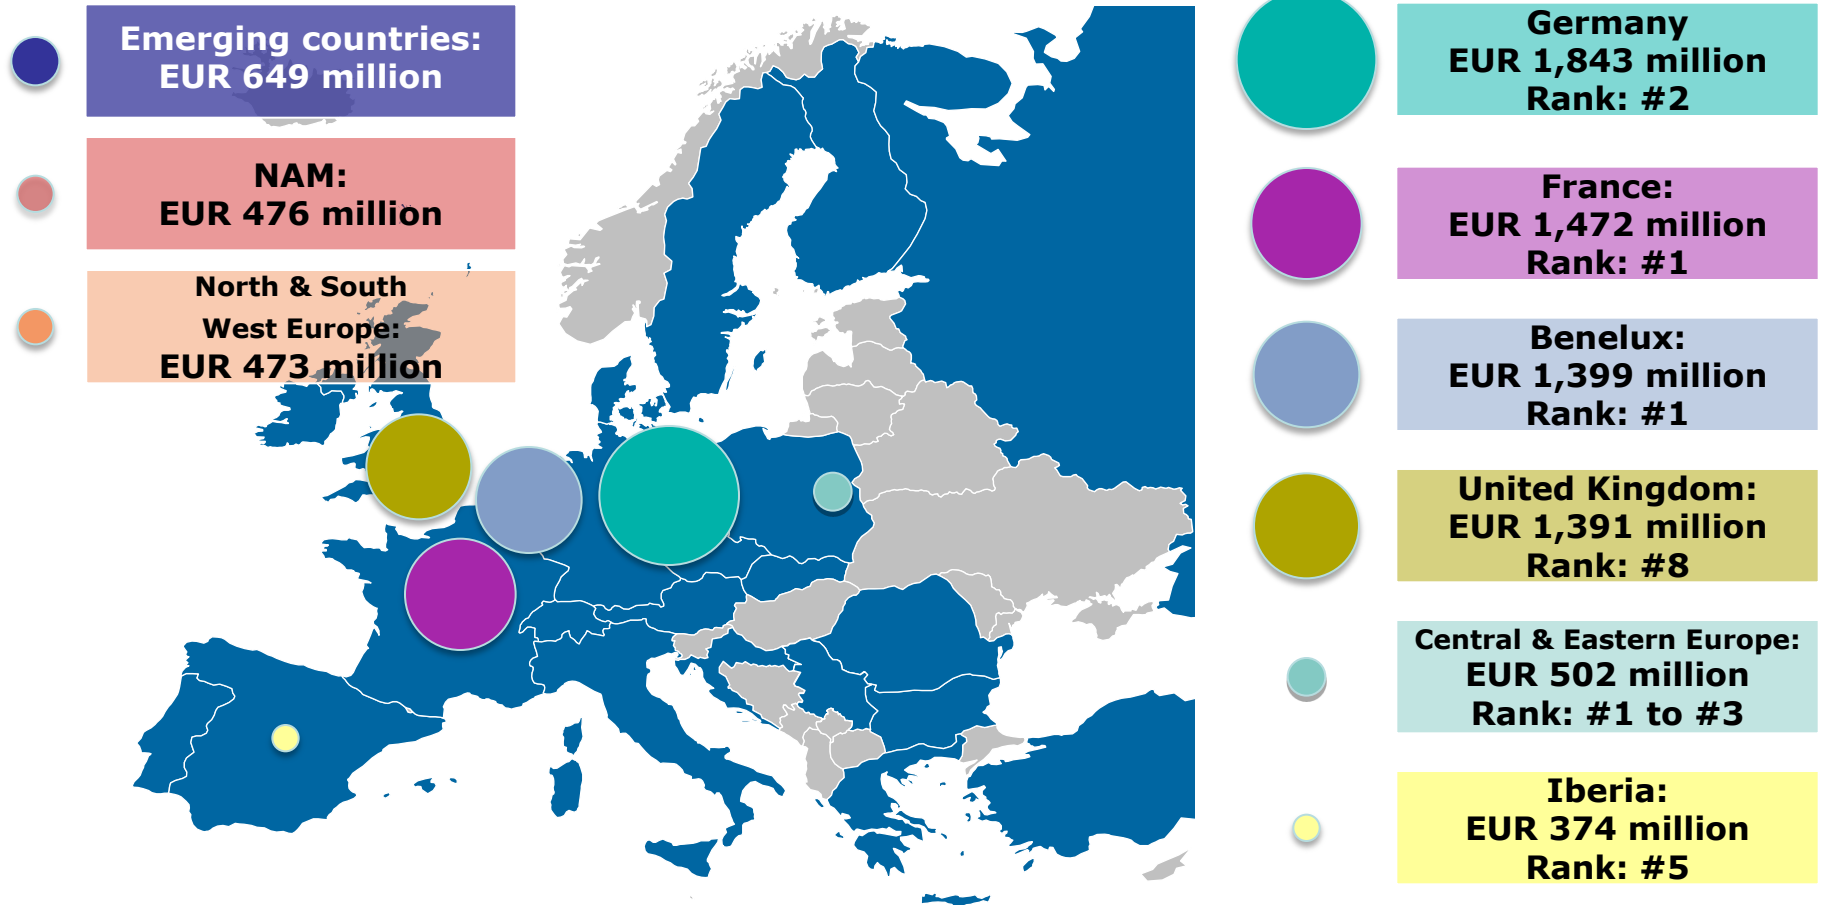 Emerging countries:
EUR 649 million
NAM:
EUR 476 million
North & South
West Europe:
EUR 473 million
Germany
EUR 1,843 million
Rank: #2
France:
EUR 1,472 million
Rank: #1
Benelux:
EUR 1,399 million
Rank: #1
United Kingdom:
EUR 1,391 million
Rank: #8
Central & Eastern Europe:
EUR 502 million
Rank: #1 to #3
Iberia:
EUR 374 million
Rank: #5